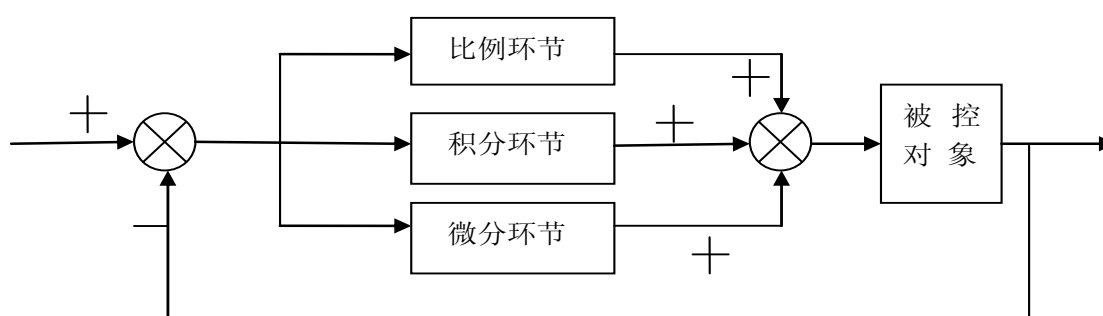 比例环节
+
+
+
被 控
对 象
积分环节
-
微分环节
+